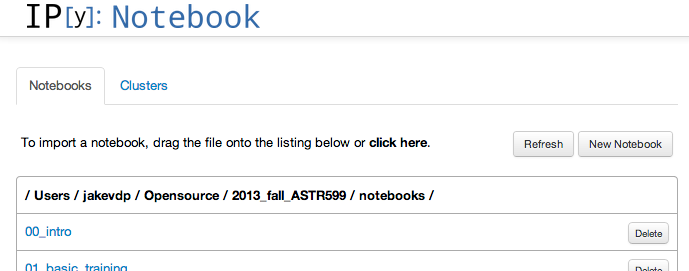 IP[y]: Notebook
Notebooks Clusters
To import a notebook, drag the file onto the listing below or click here. Refresh New Notebook
/ Users / jakevdp / Opensource / 2013_fall_ASTR599 / notebooks /
00_intro Delete
01_basic_training Delete